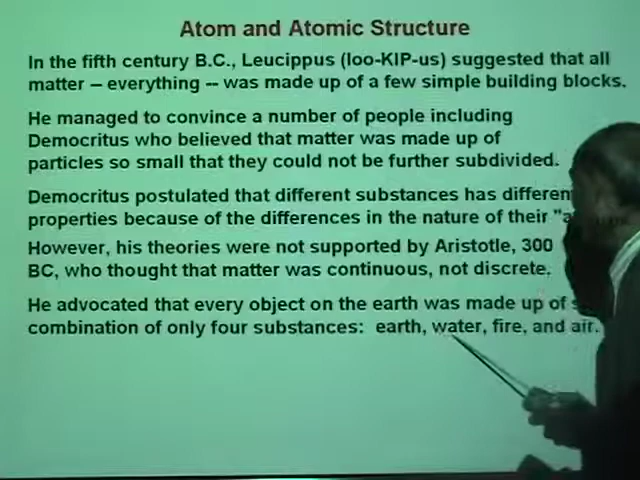 Atom and Atomic Structure
In the fifth century B.C., Leucippus (loo-KIP-us) suggested that all
matter – everything -- was made up of a few simple building blocks.
He managed to convince a number of people including
Democritus who believed that matter was made up of
particles so small that they could not be further subdivided.
Democritus postulated that different substances has differen
properties because of the differences in the nature of their "a
However, his theories were not supported by Aristotle, 300
BC, who thought that matter was continuous, not discrete.
He advocated that every object on the earth was made up of
combination of only four substances: earth, water, fire, and air.